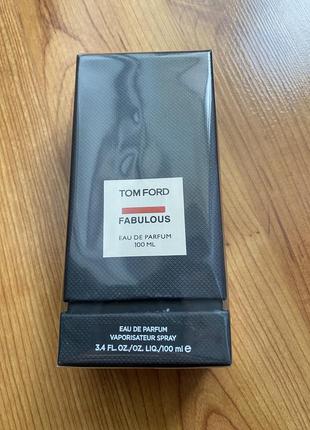 TOM FORD
FABULOUS
EAU DE PARFUM
100 ML
EAU DE PARFUM
VAPORISATEUR SPRAY
3.4 FL. OZ./OZ. LIQ./100 ml ℮